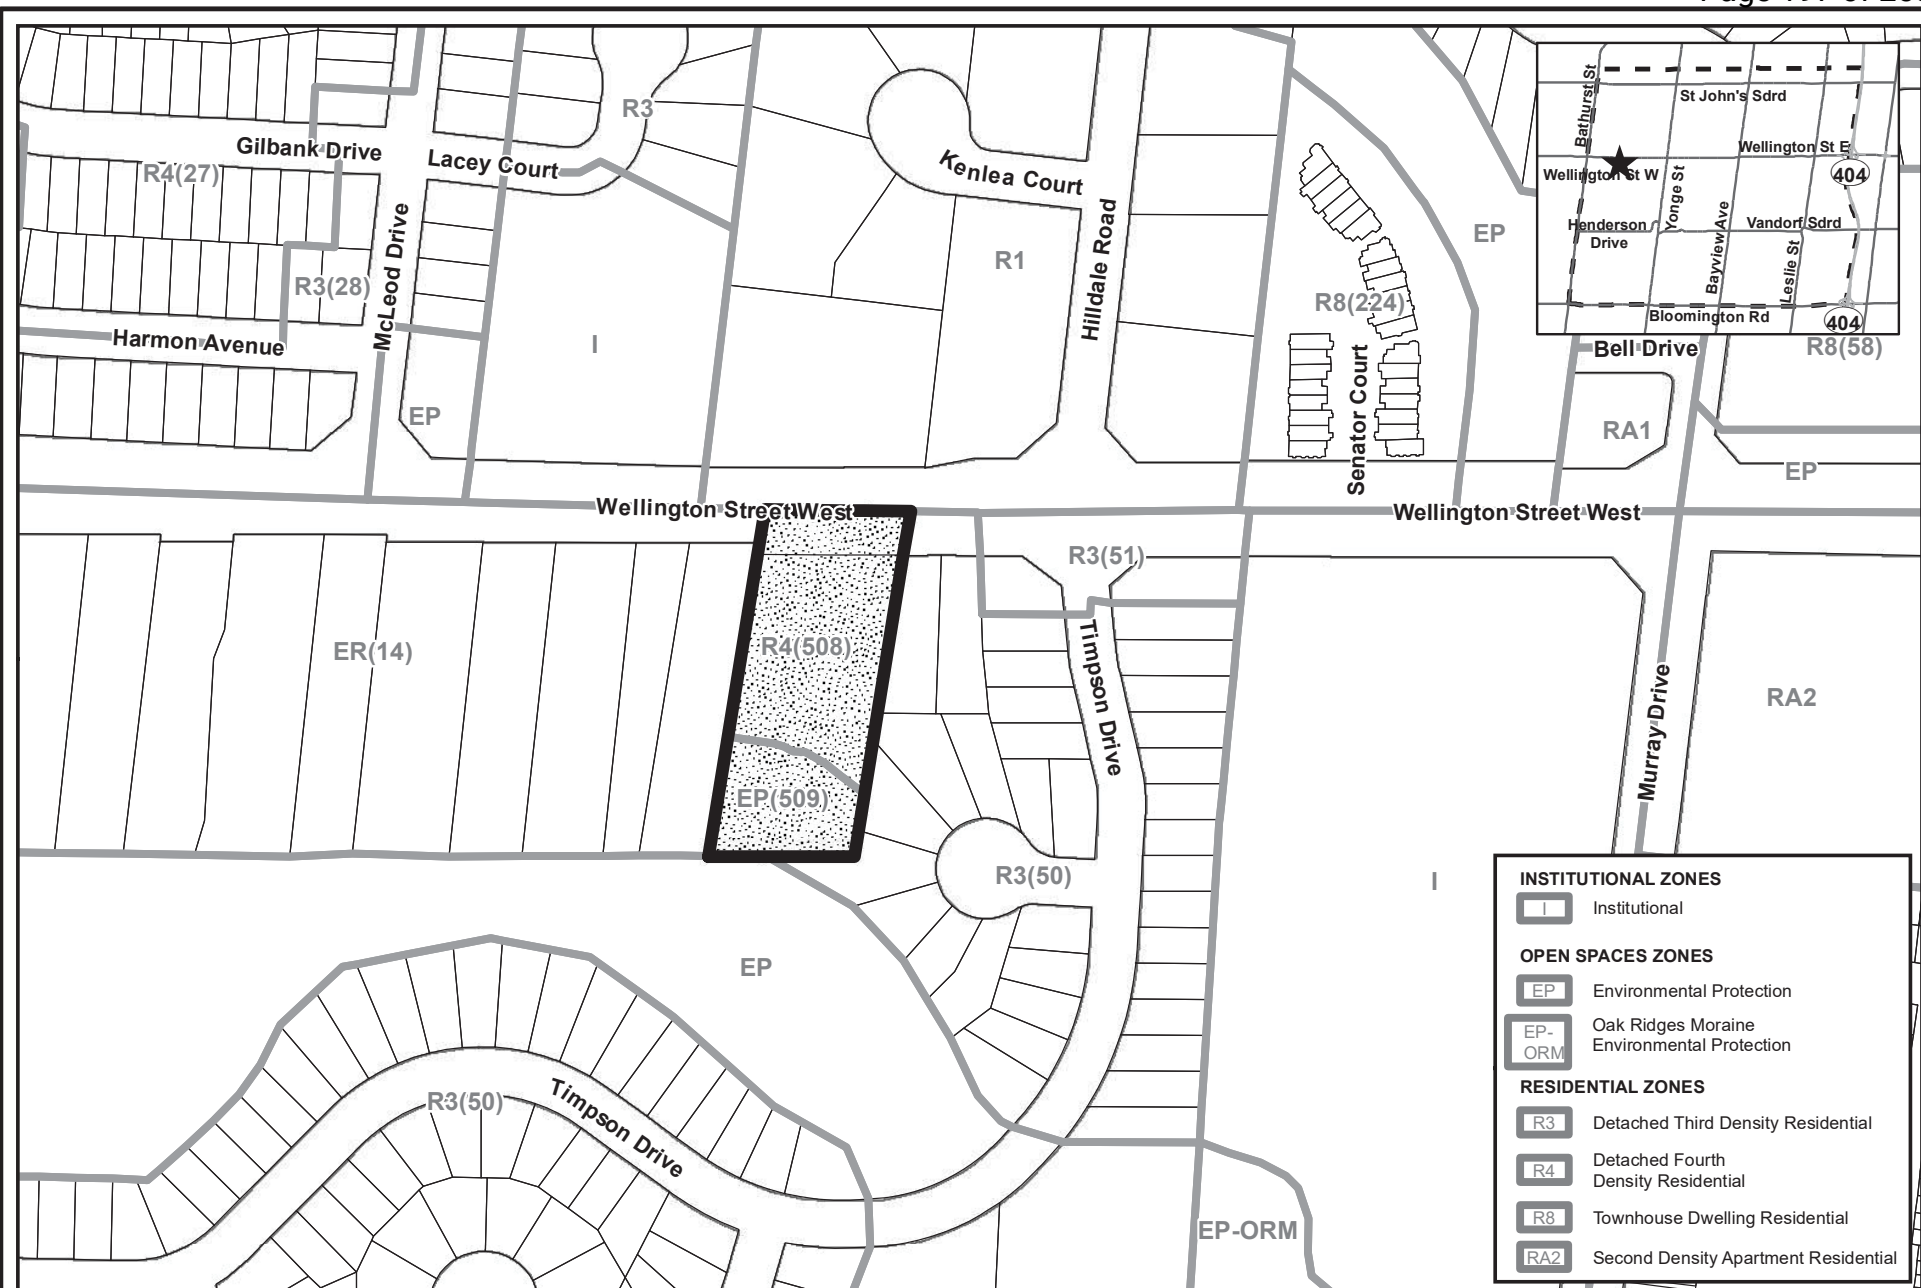 R3
Gilbank Drive
Lacey Court
R4(27)
Kenlea Court
McLeod Drive
Hilldale Road
R1
EP
R3(28)
R8(224)
Harmon Avenue
I
EP
Senator Court
Bathurst St
St John's Sdrd
Wellington St E
404
Wellington St W
Yonge St
Henderson
Drive
Bayview Ave
Vandorf Sdrd
Leslie St
Bloomington Rd
404
Bell Drive
R8(58)
RA1
EP
Wellington Street West
Wellington Street West
R3(51)
ER(14)
R4(508)
Timpson Drive
Murray Drive
RA2
EP(509)
R3(50)
I
EP
R3(50)
Timpson Drive
EP-ORM
INSTITUTIONAL ZONES
I
Institutional
OPEN SPACES ZONES
EP
Environmental Protection
EP-
ORM
Oak Ridges Moraine
Environmental Protection
RESIDENTIAL ZONES
R3
Detached Third Density Residential
R4
Detached Fourth
Density Residential
R8
Townhouse Dwelling Residential
RA2
Second Density Apartment Residential